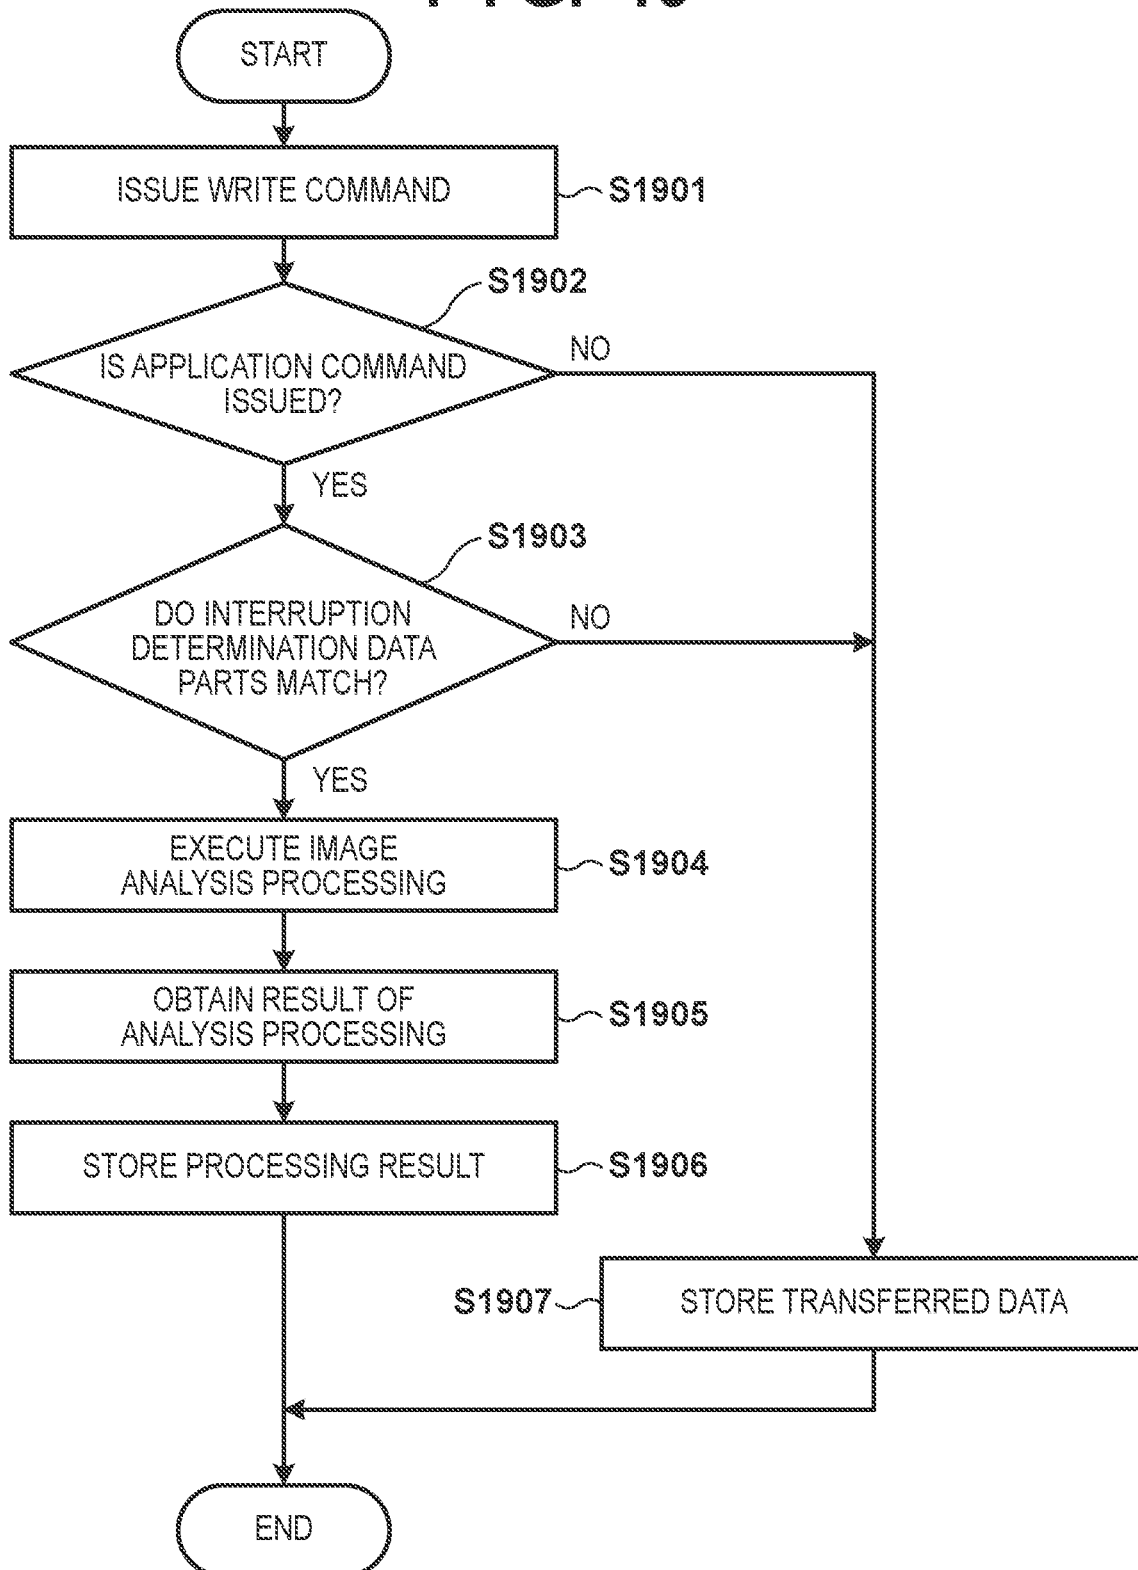 START
ISSUE WRITE COMMAND
S1901
S1902
IS APPLICATION COMMAND
ISSUED?
NO
YES
S1903
DO INTERRUPTION
DETERMINATION DATA
PARTS MATCH?
NO
YES
EXECUTE IMAGE
ANALYSIS PROCESSING
S1904
OBTAIN RESULT OF
ANALYSIS PROCESSING
S1905
STORE PROCESSING RESULT
S1906
S1907
STORE TRANSFERRED DATA
END